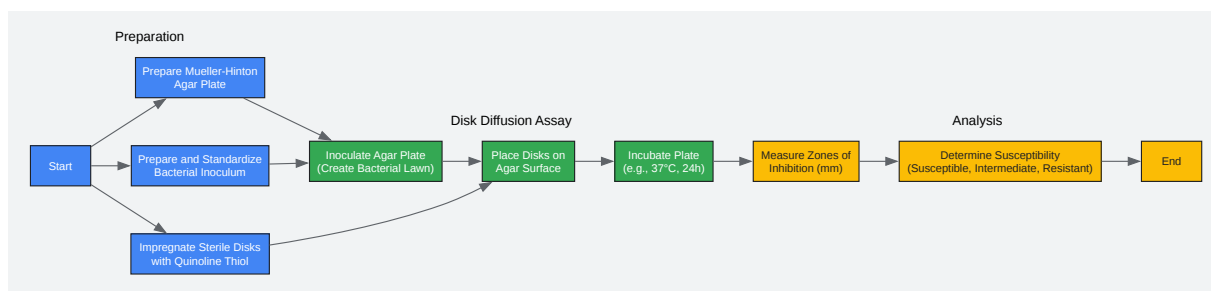 Preparation
Prepare Mueller-Hinton
Agar Plate
Start
Prepare and Standardize
Bacterial Inoculum
Impregnate Sterile Disks
with Quinoline Thiol
Disk Diffusion Assay
Inoculate Agar Plate
(Create Bacterial Lawn)
Place Disks on
Agar Surface
Incubate Plate
(e.g., 37°C, 24h)
Analysis
Measure Zones of
Inhibition (mm)
Determine Susceptibility
(Susceptible, Intermediate, Resistant)
End